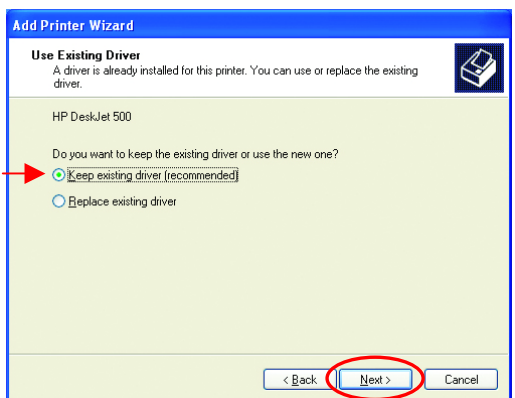 Add Printer Wizard
Use Existing Driver
A driver is already installed for this printer. You can use or replace the existing
driver.
HP DeskJet 500
Do you want to keep the existing driver or use the new one?
Keep existing driver (recommended)
Replace existing driver
< Back
Next >
Cancel